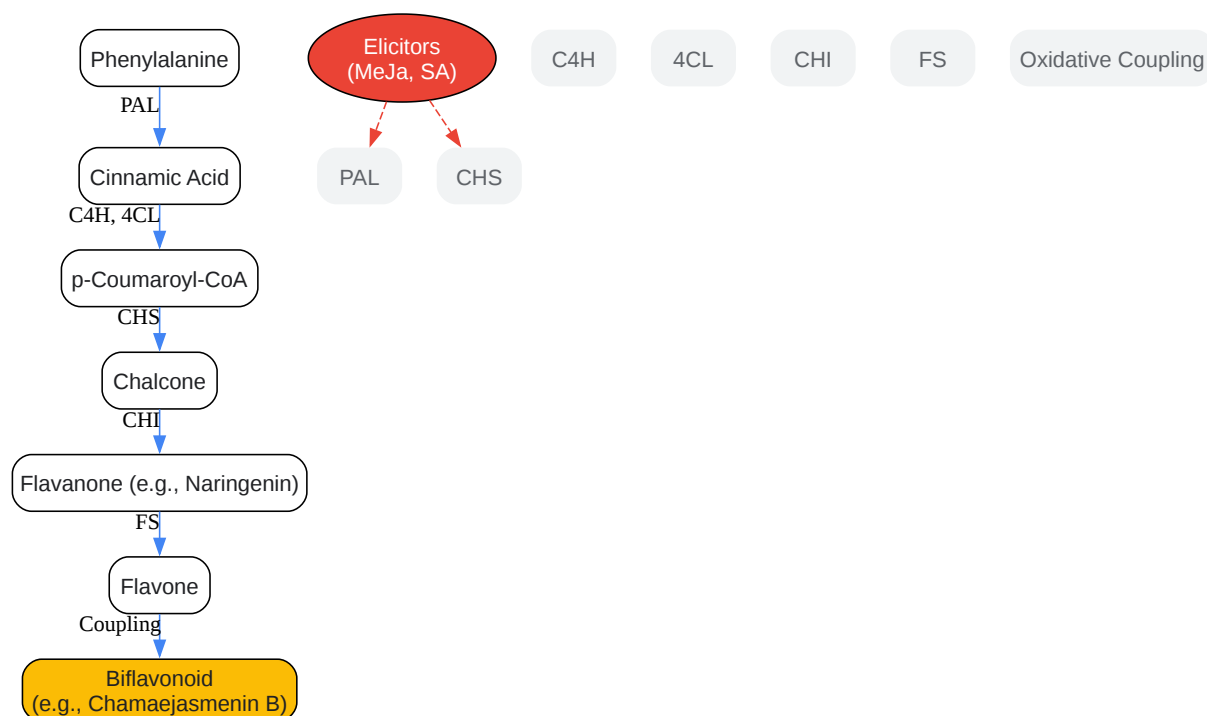 Phenylalanine
Elicitors
(MeJa, SA)
C4H
4CL
CHI
FS
Oxidative Coupling
PAL
Cinnamic Acid
PAL
CHS
C4H, 4CL
p-Coumaroyl-CoA
CHS
Chalcone
CHI
Flavanone (e.g., Naringenin)
FS
Flavone
Coupling
Biflavonoid
(e.g., Chamaejasmenin B)